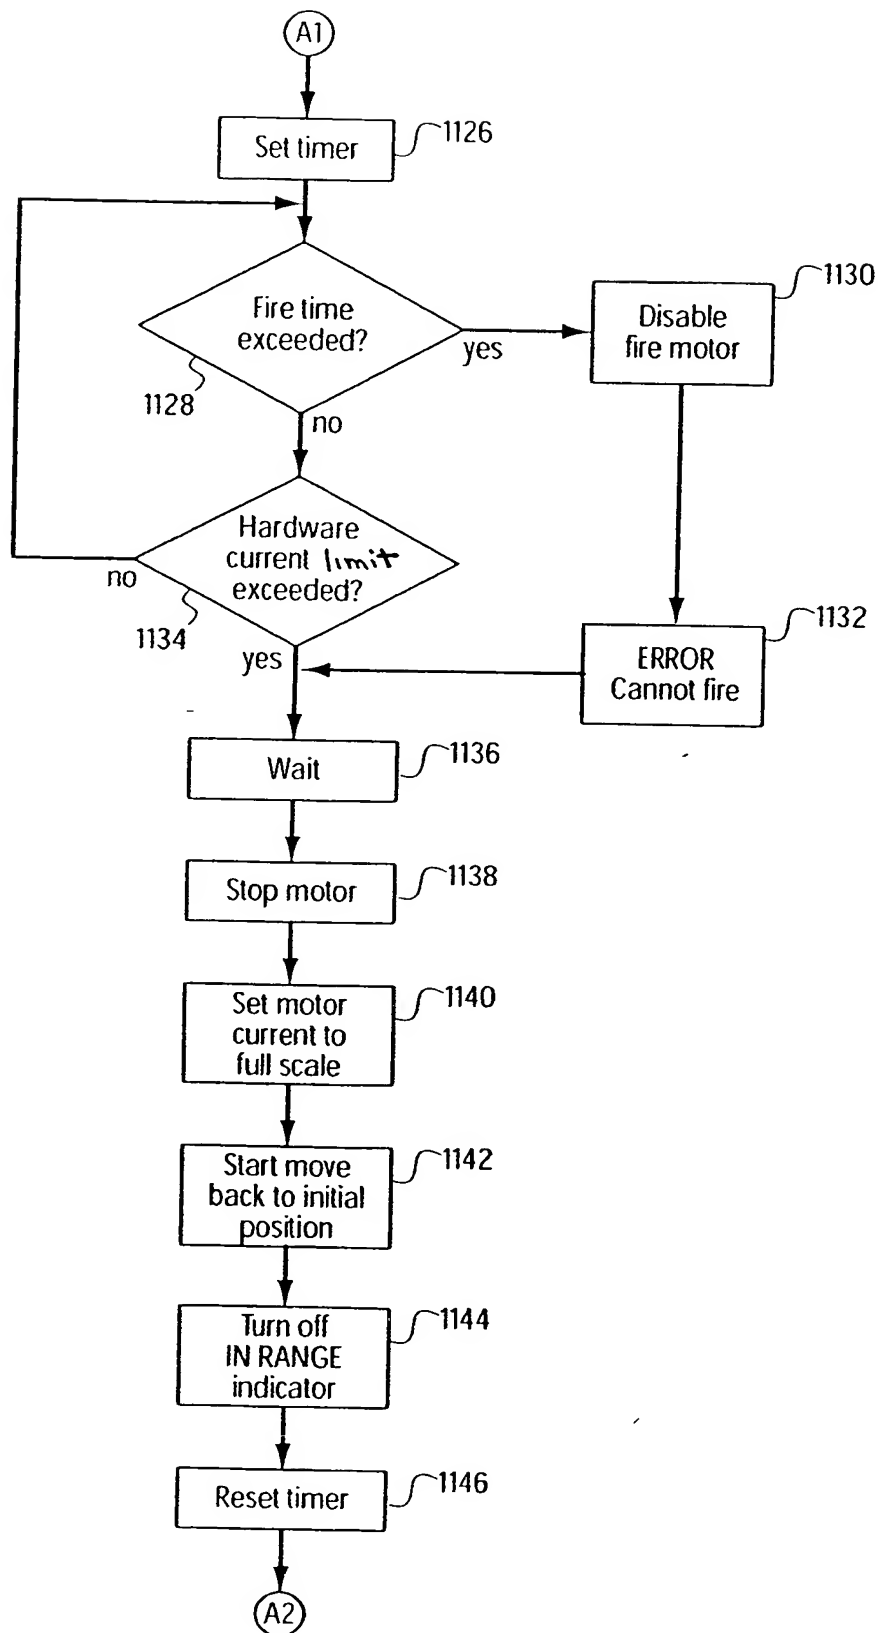 A1
Set timer
1126
Fire time
exceeded?
yes
1128
no
Disable
fire motor
1130
Hardware
current limit
exceeded?
no
1134
yes
ERROR
Cannot fire
1132
Wait
1136
Stop motor
1138
Set motor
current to
full scale
1140
Start move
back to initial
position
1142
Turn off
IN RANGE
indicator
1144
Reset timer
1146
A2